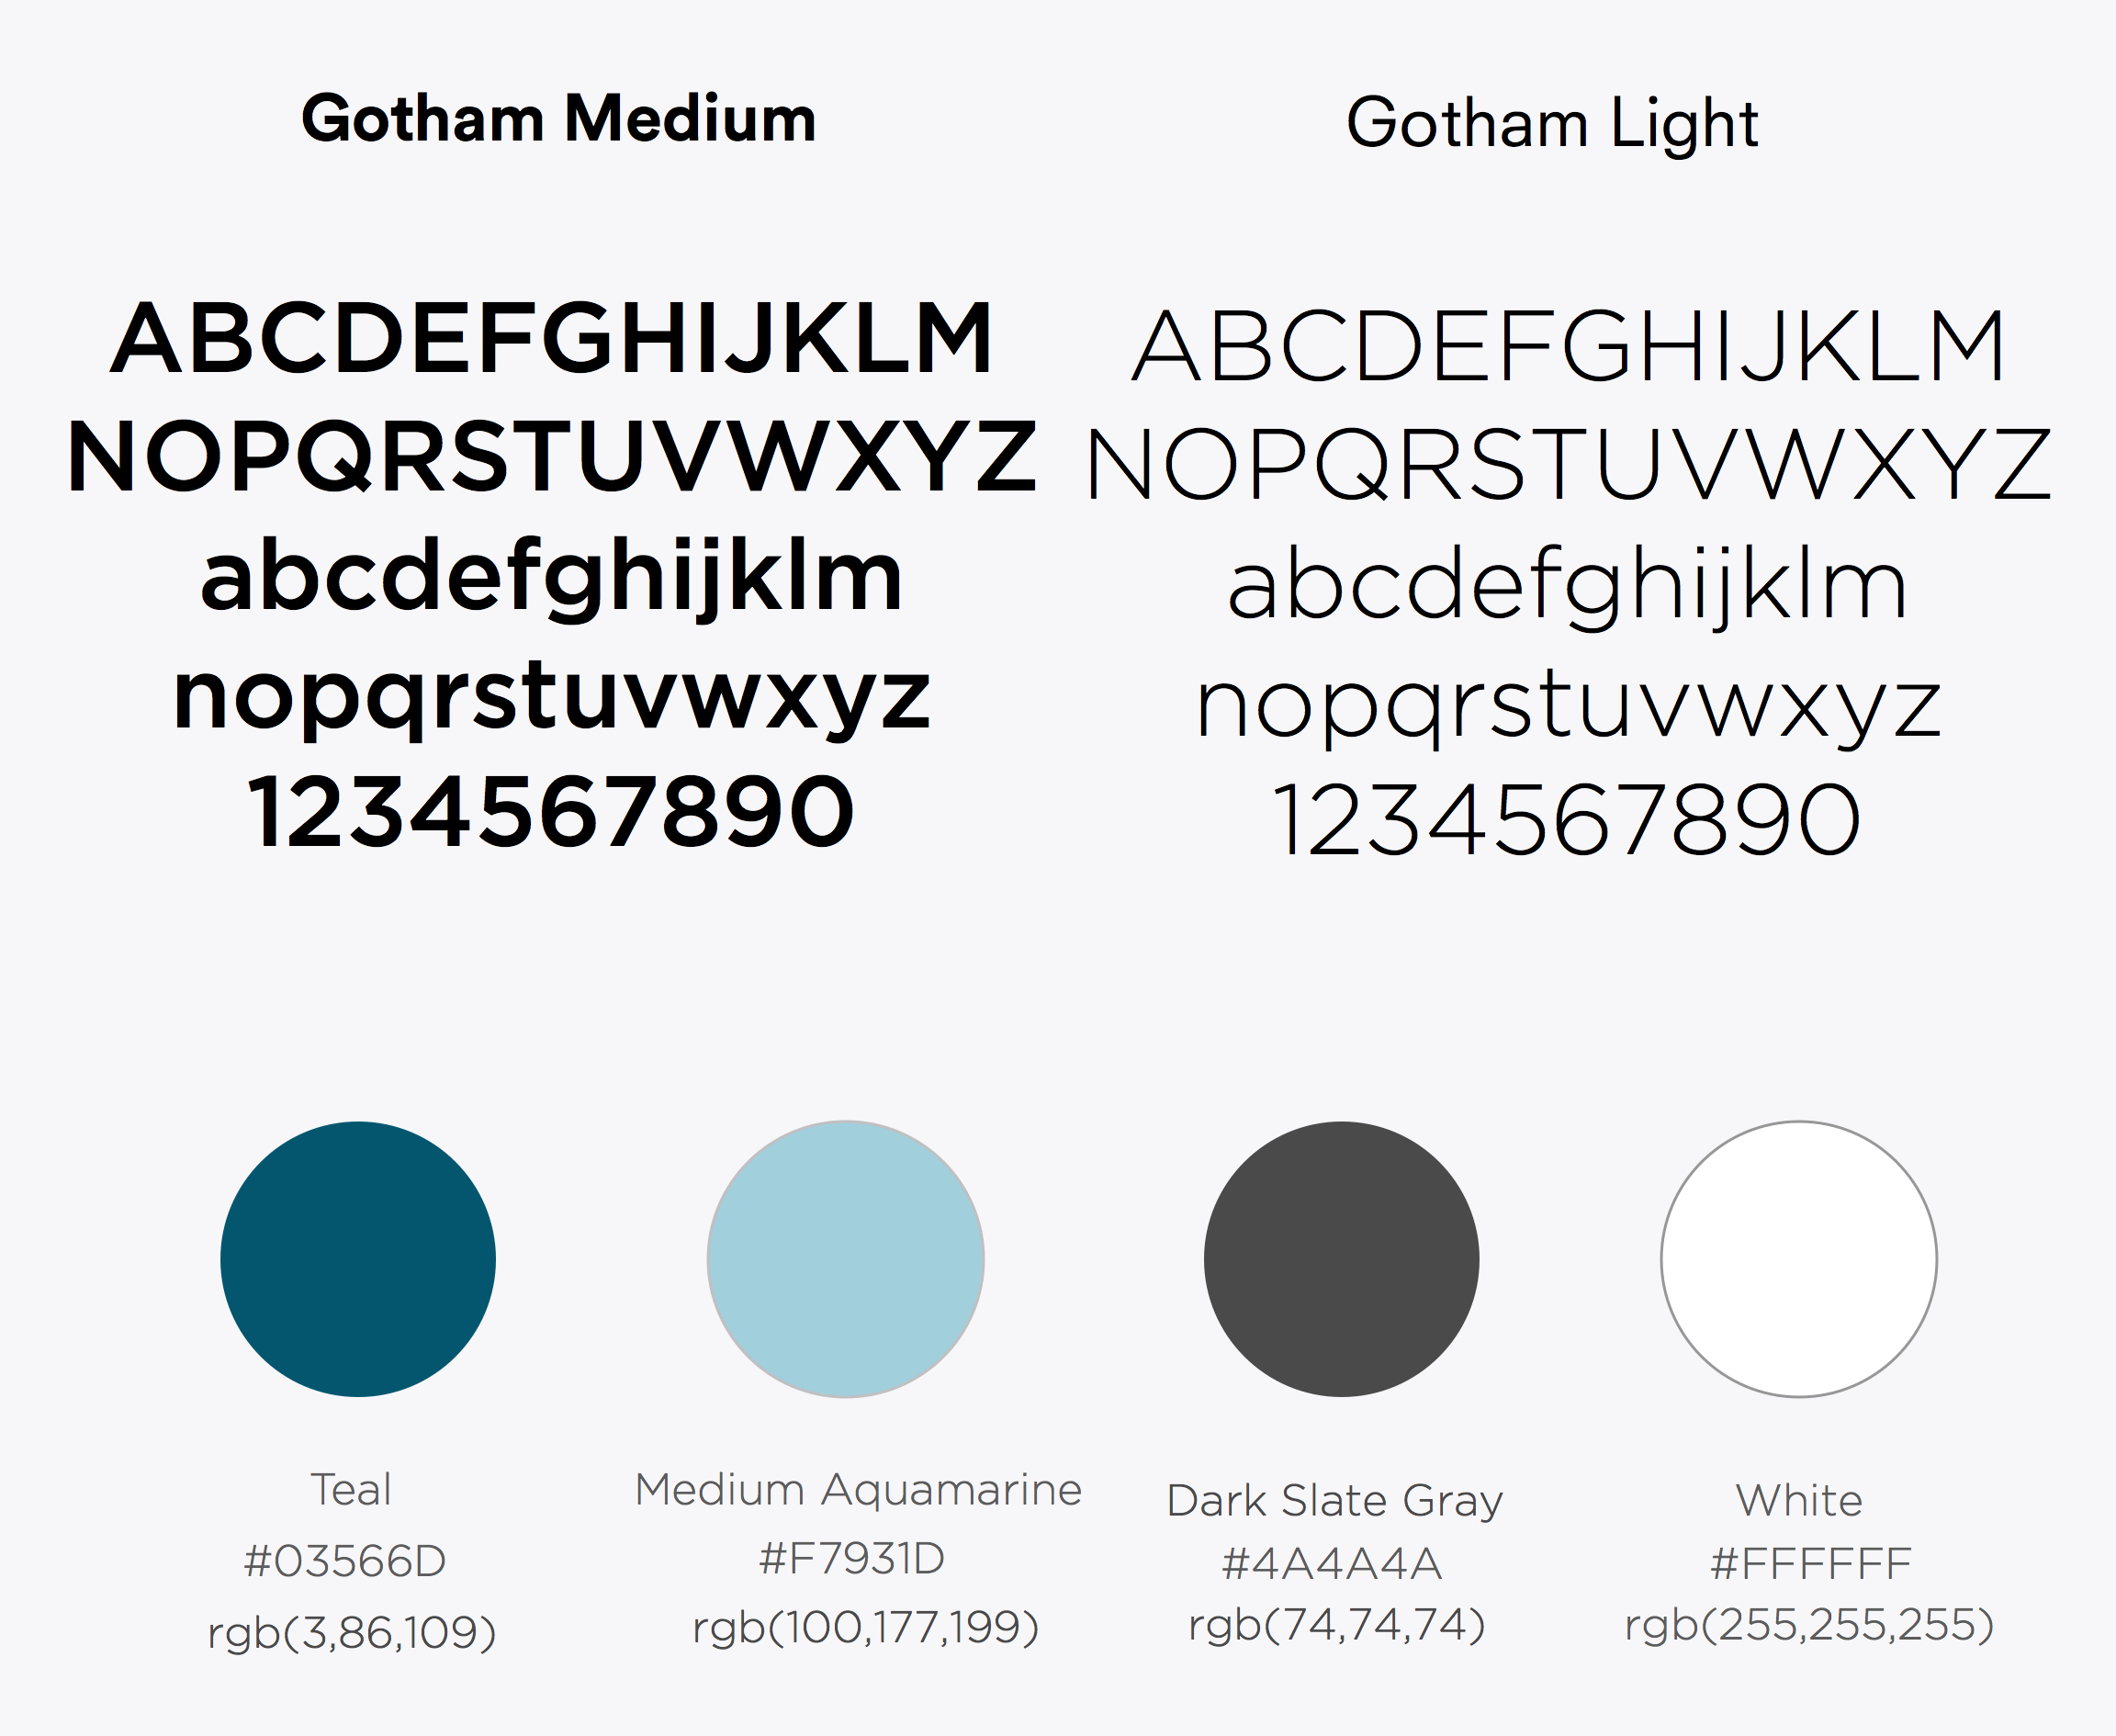 Gotham Medium
ABCDEFGHIJKLM
NOPQRSTUVWXYZ
abcdefghijklm
nopqrstuvwxyz
1234567890
Gotham Light
ABCDEFGHIJKLM
NOPQRSTUVWXYZ
abcdefghijklm
nopqrstuvwxyz
1234567890
Teal
#03566D
rgb(3,86,109)
Medium Aquamarine
#F7931D
rgb(100,177,199)
Dark Slate Gray
#4A4A4A
rgb(74,74,74)
White
#FFFFFF
rgb(255,255,255)